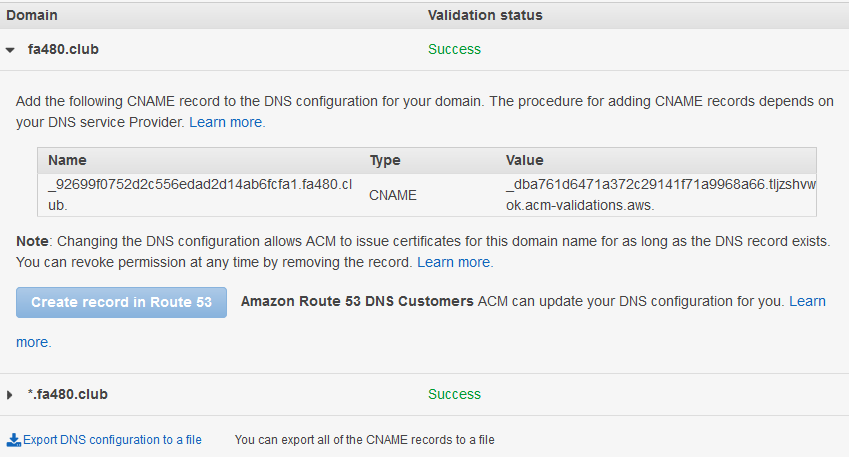 Domain Validation status
fa480.club Success
Add the following CNAME record to the DNS configuration for your domain. The procedure for adding CNAME records depends on
your DNS service Provider. Learn more.
Name Type Value
_92699f0752d2c556edad2d14ab6fcfa1.fa480.cl
ub.
CNAME
_dba761d6471a372c29141f71a9968a66.tljzshvw
ok.acm-validations.aws.
Note: Changing the DNS configuration allows ACM to issue certificates for this domain name for as long as the DNS record exists.
You can revoke permission at any time by removing the record. Learn more.
Create record in Route 53 Amazon Route 53 DNS Customers ACM can update your DNS configuration for you. Learn
more.
*.fa480.club Success
Export DNS configuration to a file You can export all of the CNAME records to a file